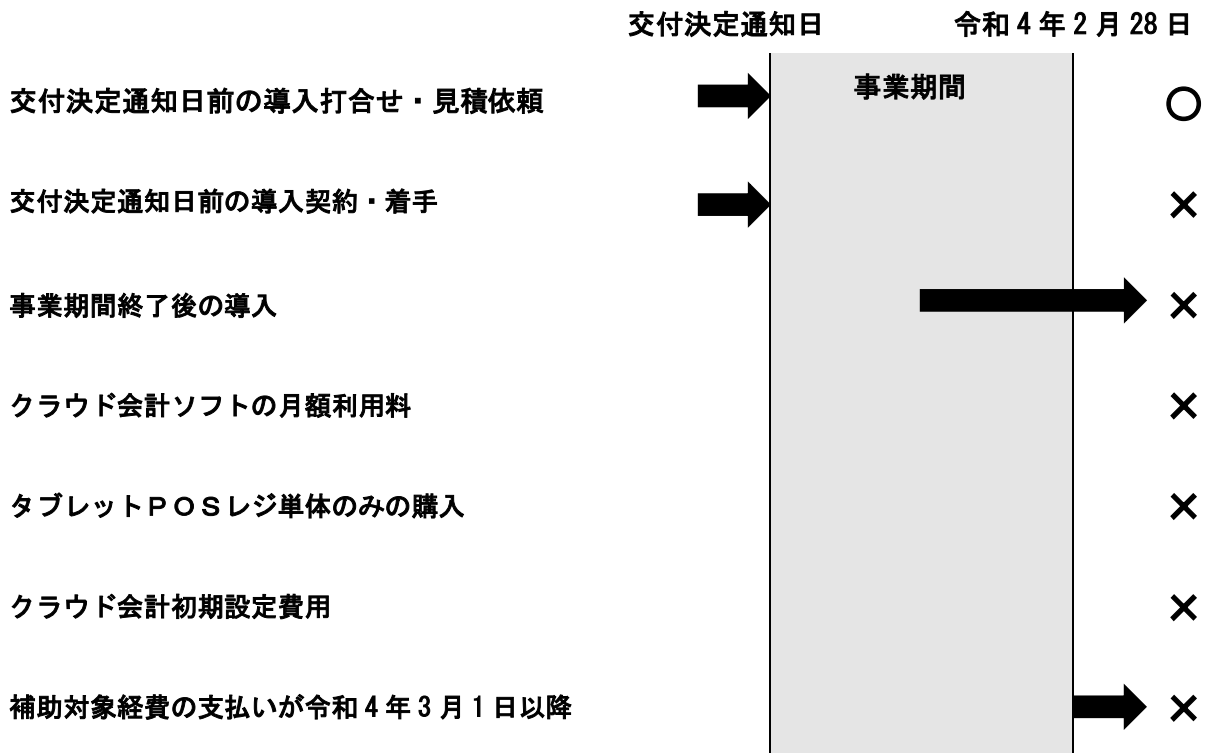 交付決定通知日 令和4年2月28日
事業期間
交付決定通知日前の導入打合せ・見積依頼 ○
交付決定通知日前の導入契約・着手 ×
事業期間終了後の導入 ×
クラウド会計ソフトの月額利用料 ×
タブレットPOSレジ単体のみの購入 ×
クラウド会計初期設定費用 ×
補助対象経費の支払いが令和4年3月1日以降 ×